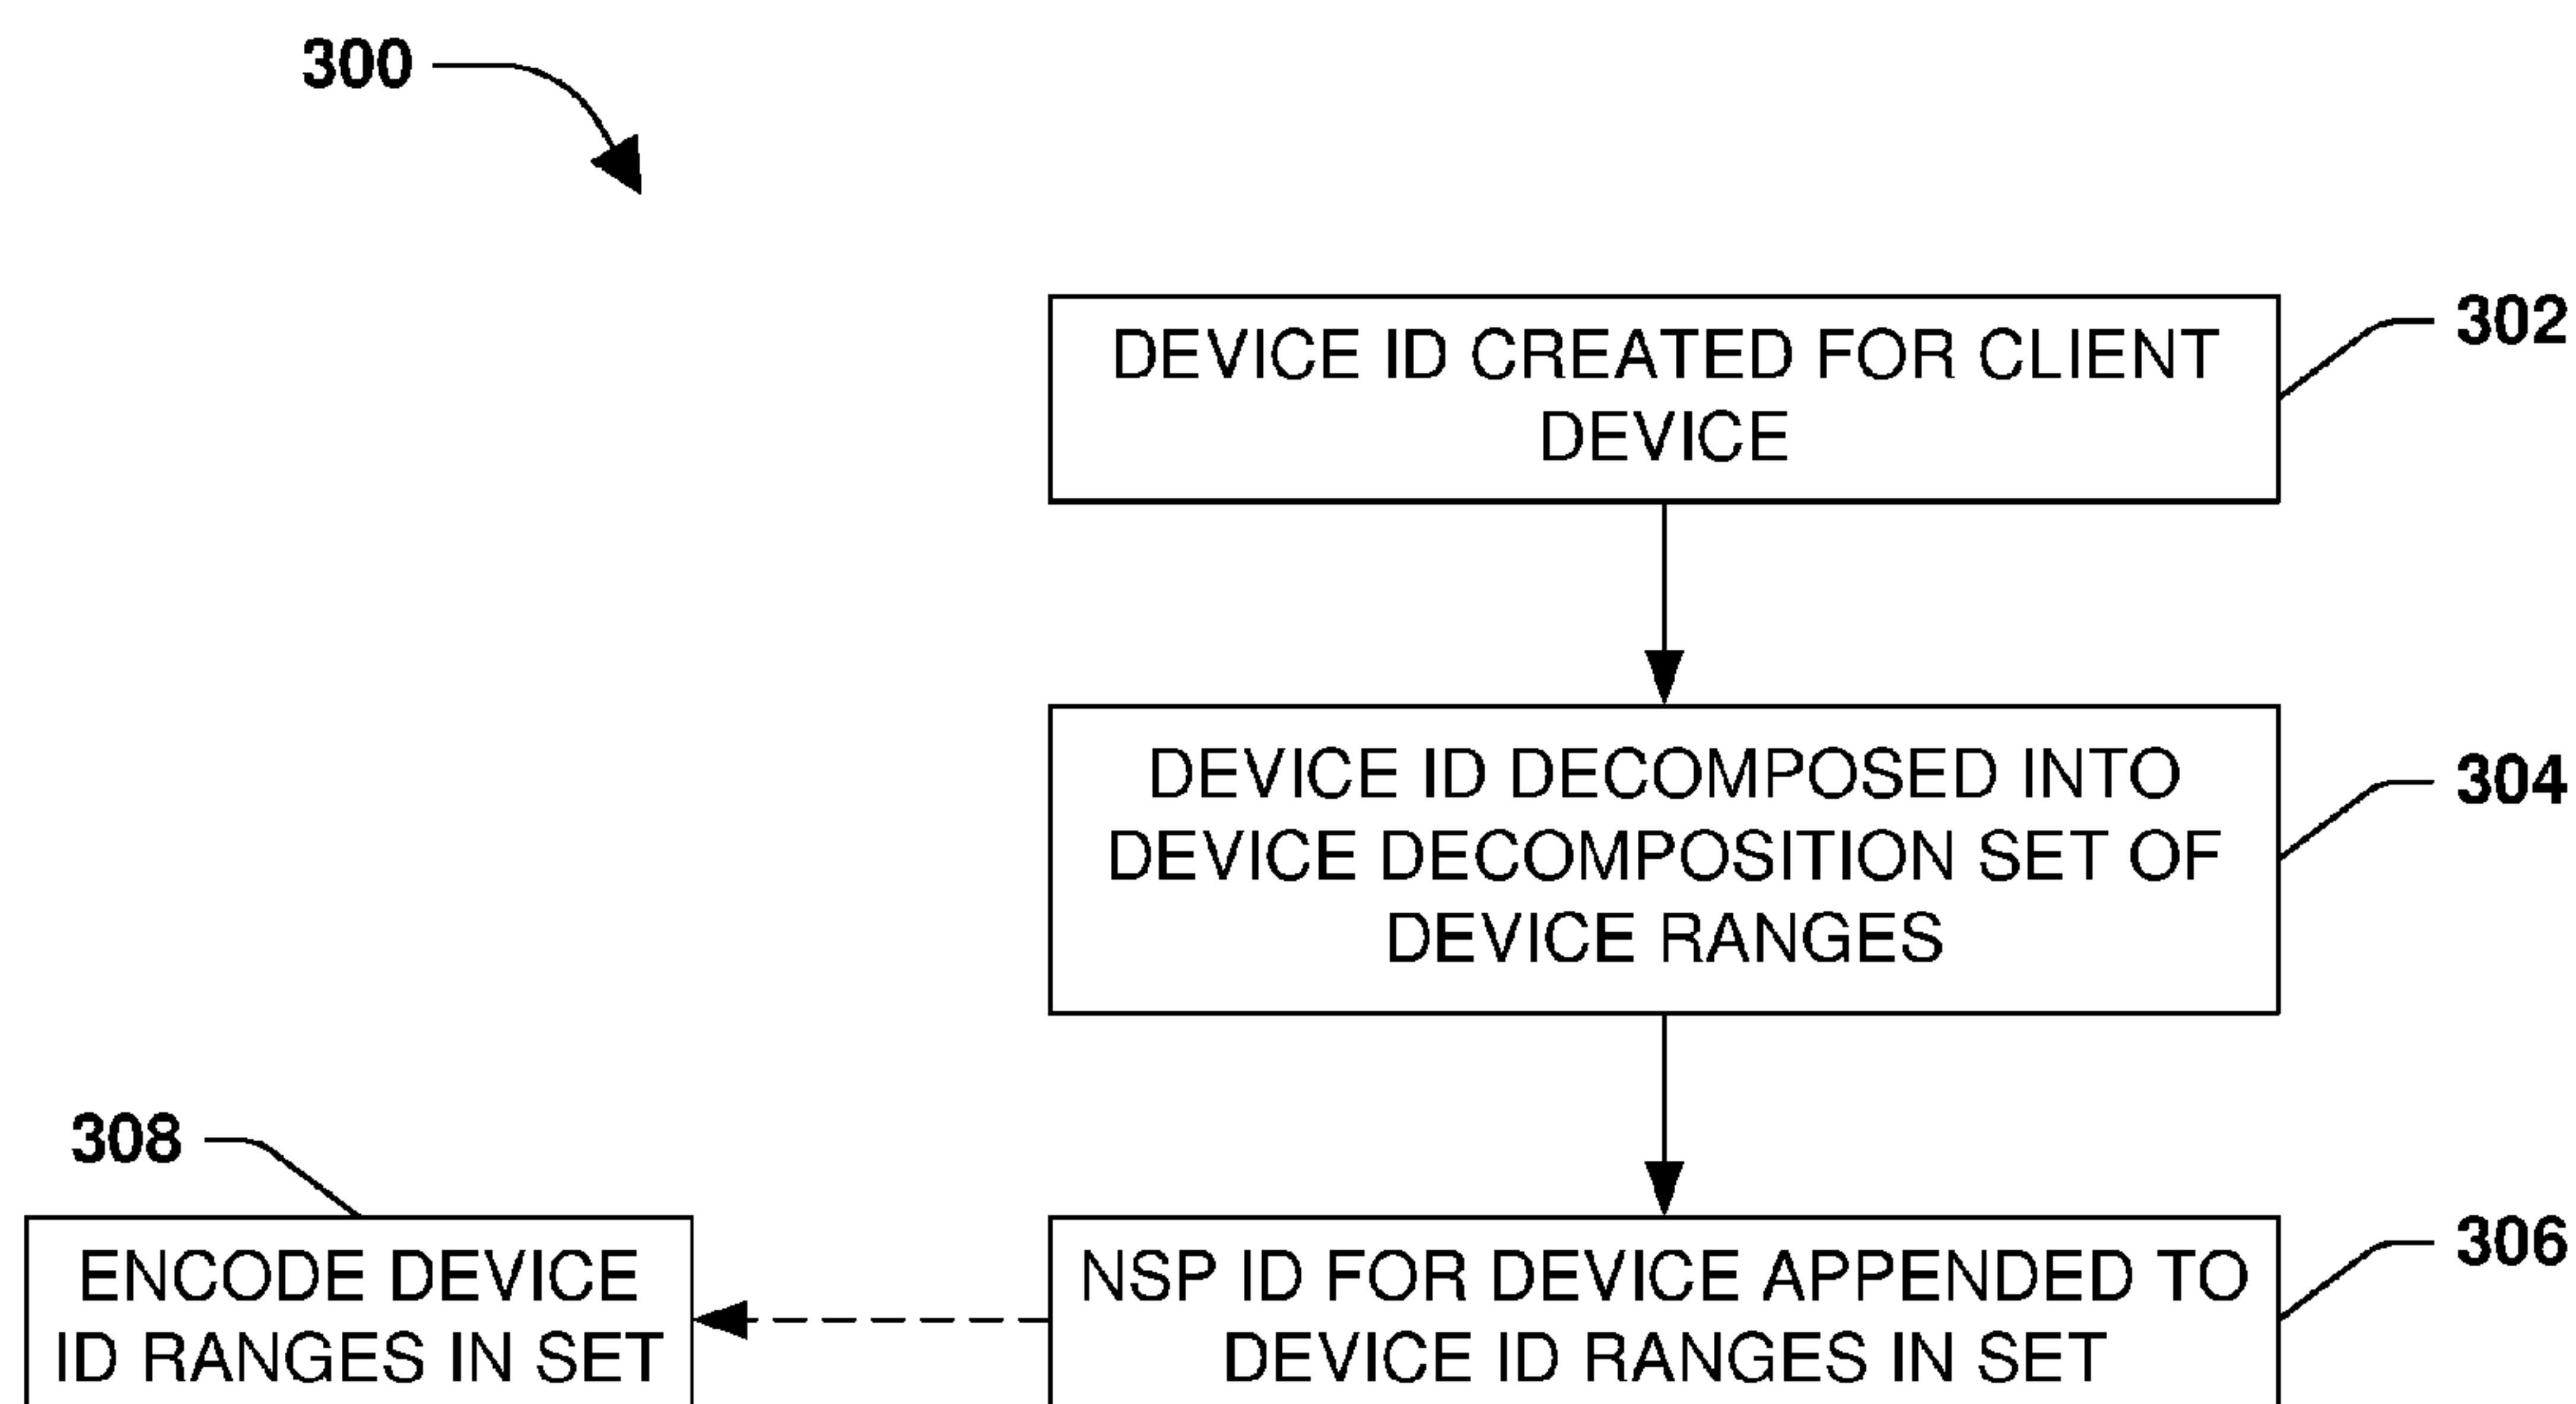 300
302
DEVICE ID CREATED FOR CLIENT
DEVICE
304
DEVICE ID DECOMPOSED INTO
DEVICE DECOMPOSITION SET OF
DEVICE RANGES
308
ENCODE DEVICE
ID RANGES IN SET
306
NSP ID FOR DEVICE APPENDED TO
DEVICE ID RANGES IN SET